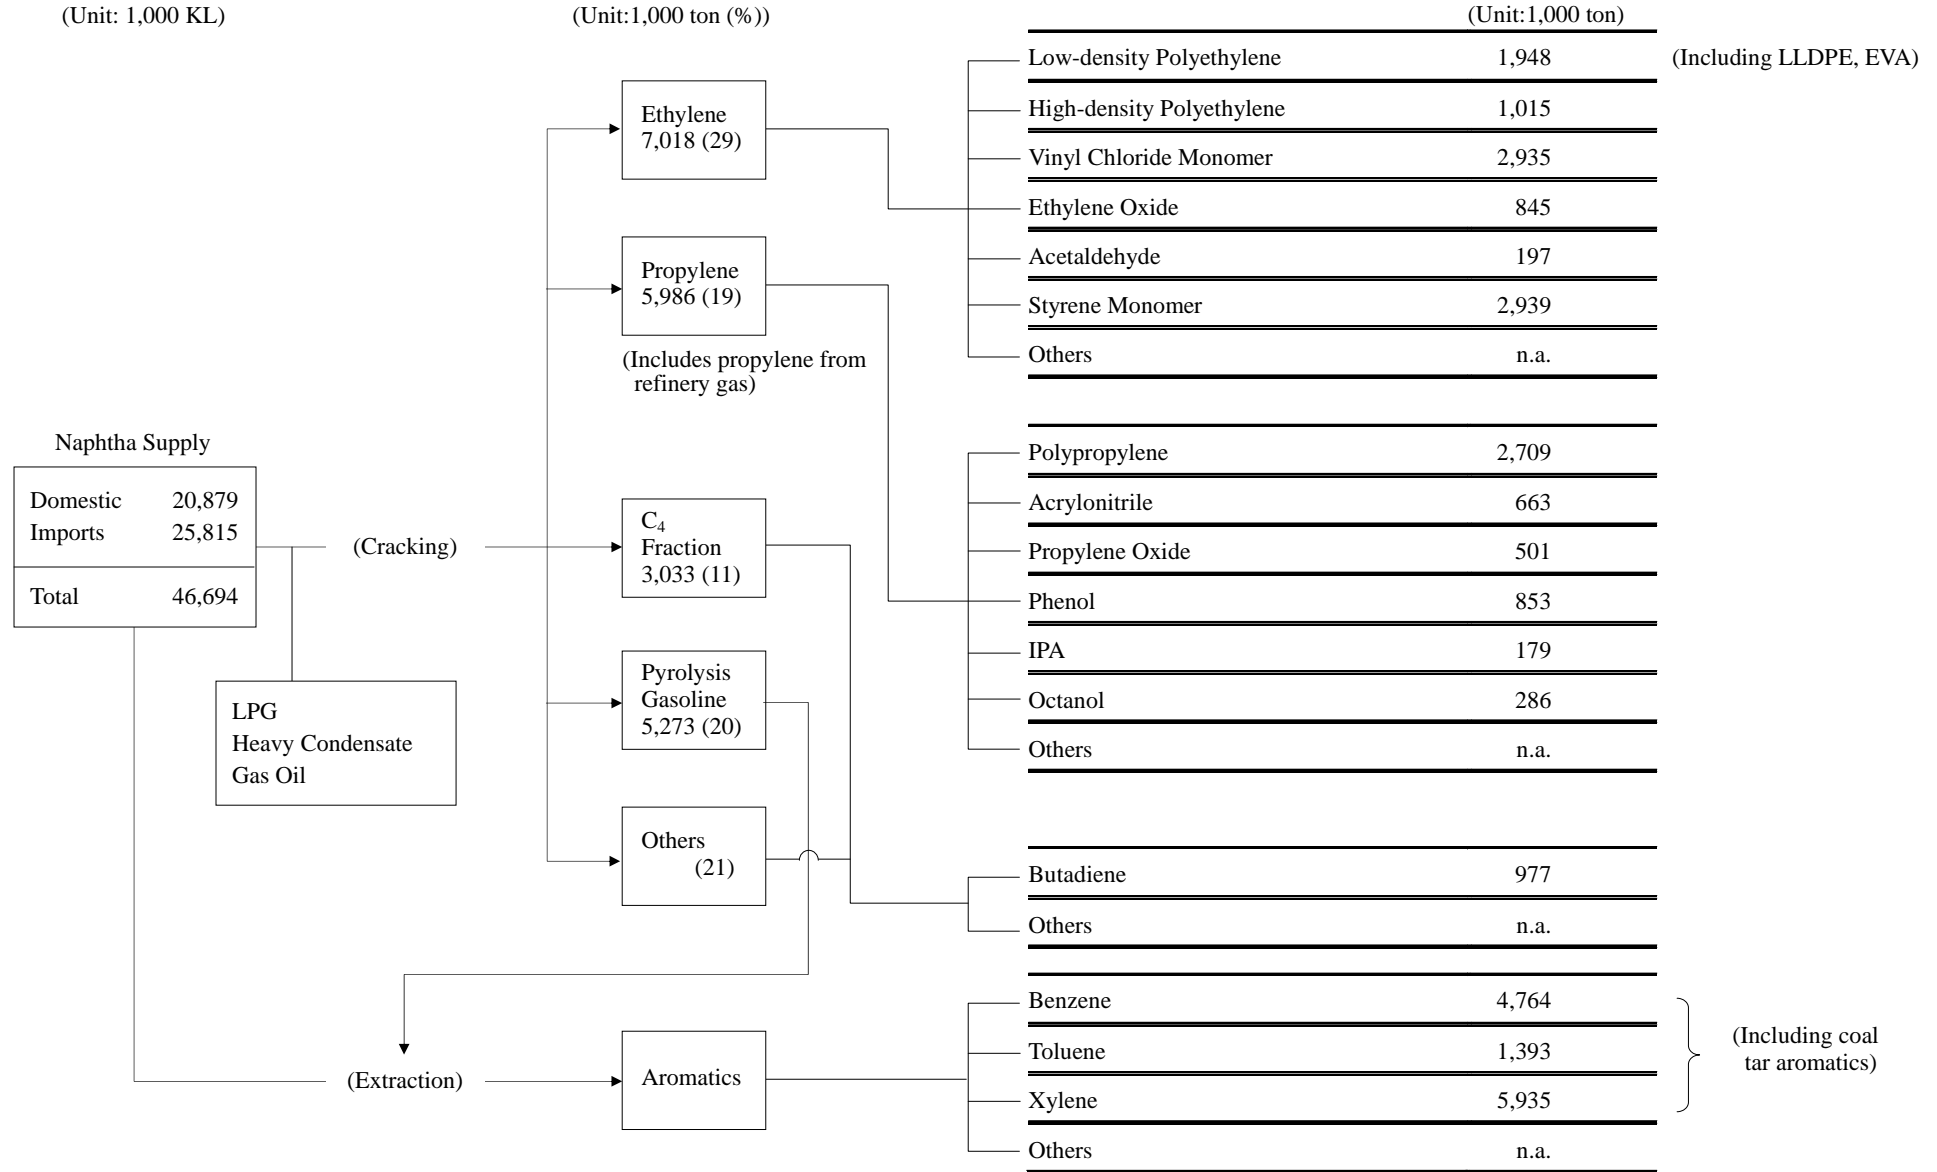 (Unit: 1,000 KL)
(Unit:1,000 ton (%))
(Unit:1,000 ton)
Naphtha Supply
Domestic 20,879
Imports 25,815
Total 46,694
LPG
Heavy Condensate
Gas Oil
(Cracking)
(Extraction)
Ethylene
7,018 (29)
Propylene
5,986 (19)
(Includes propylene from
refinery gas)
C₄
Fraction
3,033 (11)
Pyrolysis
Gasoline
5,273 (20)
Others
(21)
Aromatics
Low-density Polyethylene 1,948 (Including LLDPE, EVA)
High-density Polyethylene 1,015
Vinyl Chloride Monomer 2,935
Ethylene Oxide 845
Acetaldehyde 197
Styrene Monomer 2,939
Others n.a.
Polypropylene 2,709
Acrylonitrile 663
Propylene Oxide 501
Phenol 853
IPA 179
Octanol 286
Others n.a.
Butadiene 977
Others n.a.
Benzene 4,764
Toluene 1,393
Xylene 5,935
Others n.a.
(Including coal
tar aromatics)